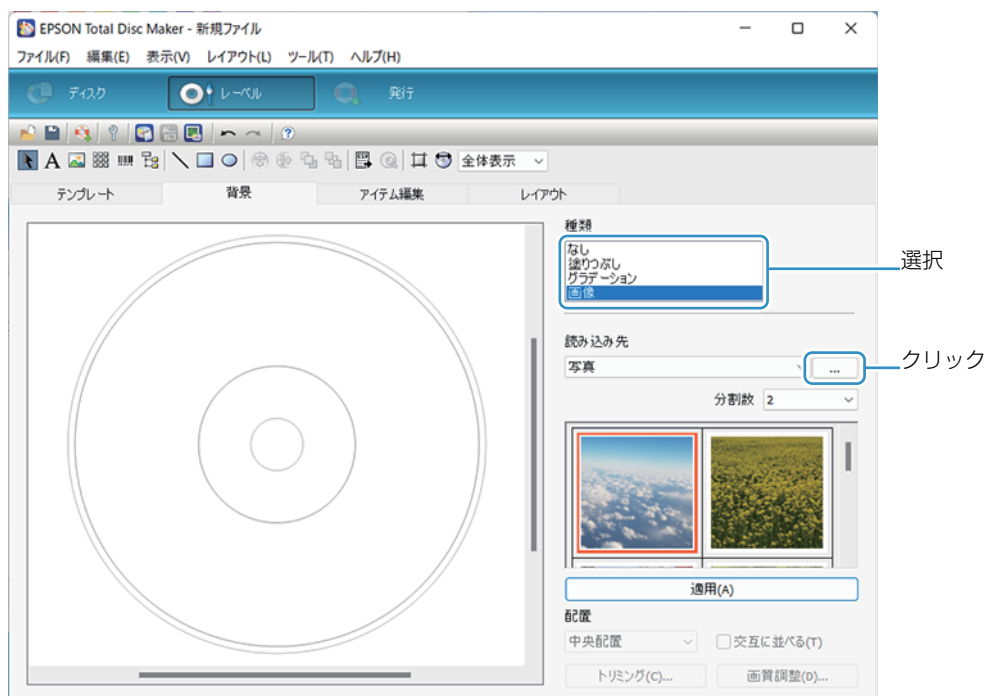 EPSON Total Disc Maker - 新規ファイル
ファイル(F) 編集(E) 表示(V) レイアウト(L) ツール(T) ヘルプ(H)
ディスク レーベル 発行
全体表示
テンプレート 背景 アイテム編集 レイアウト
種類
なし
塗りつぶし
グラデーション
画像
選択
読み込み先
写真 ...
クリック
分割数 2
適用(A)
配置
中央配置 交互に並べる(T)
トリミング(C)... 画質調整(D)...